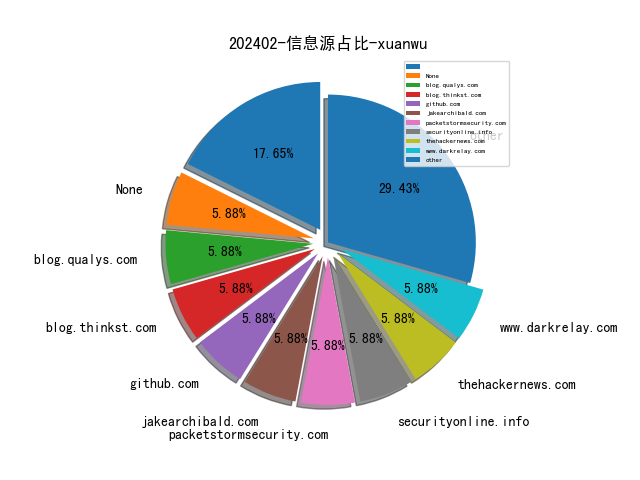 202402-信息源占比-xuanwu
None
blog.qualys.com
blog.thinkst.com
github.com
jakearchibald.com
packetstormsecurity.com
securityonline.info
thehackernews.com
www.darkrelay.com
other
other
17.65%
29.43%
None
5.88%
blog.qualys.com
5.88%
blog.thinkst.com
5.88%
github.com
5.88%
jakearchibald.com
5.88%
packetstormsecurity.com
5.88%
securityonline.info
5.88%
thehackernews.com
5.88%
www.darkrelay.com
5.88%